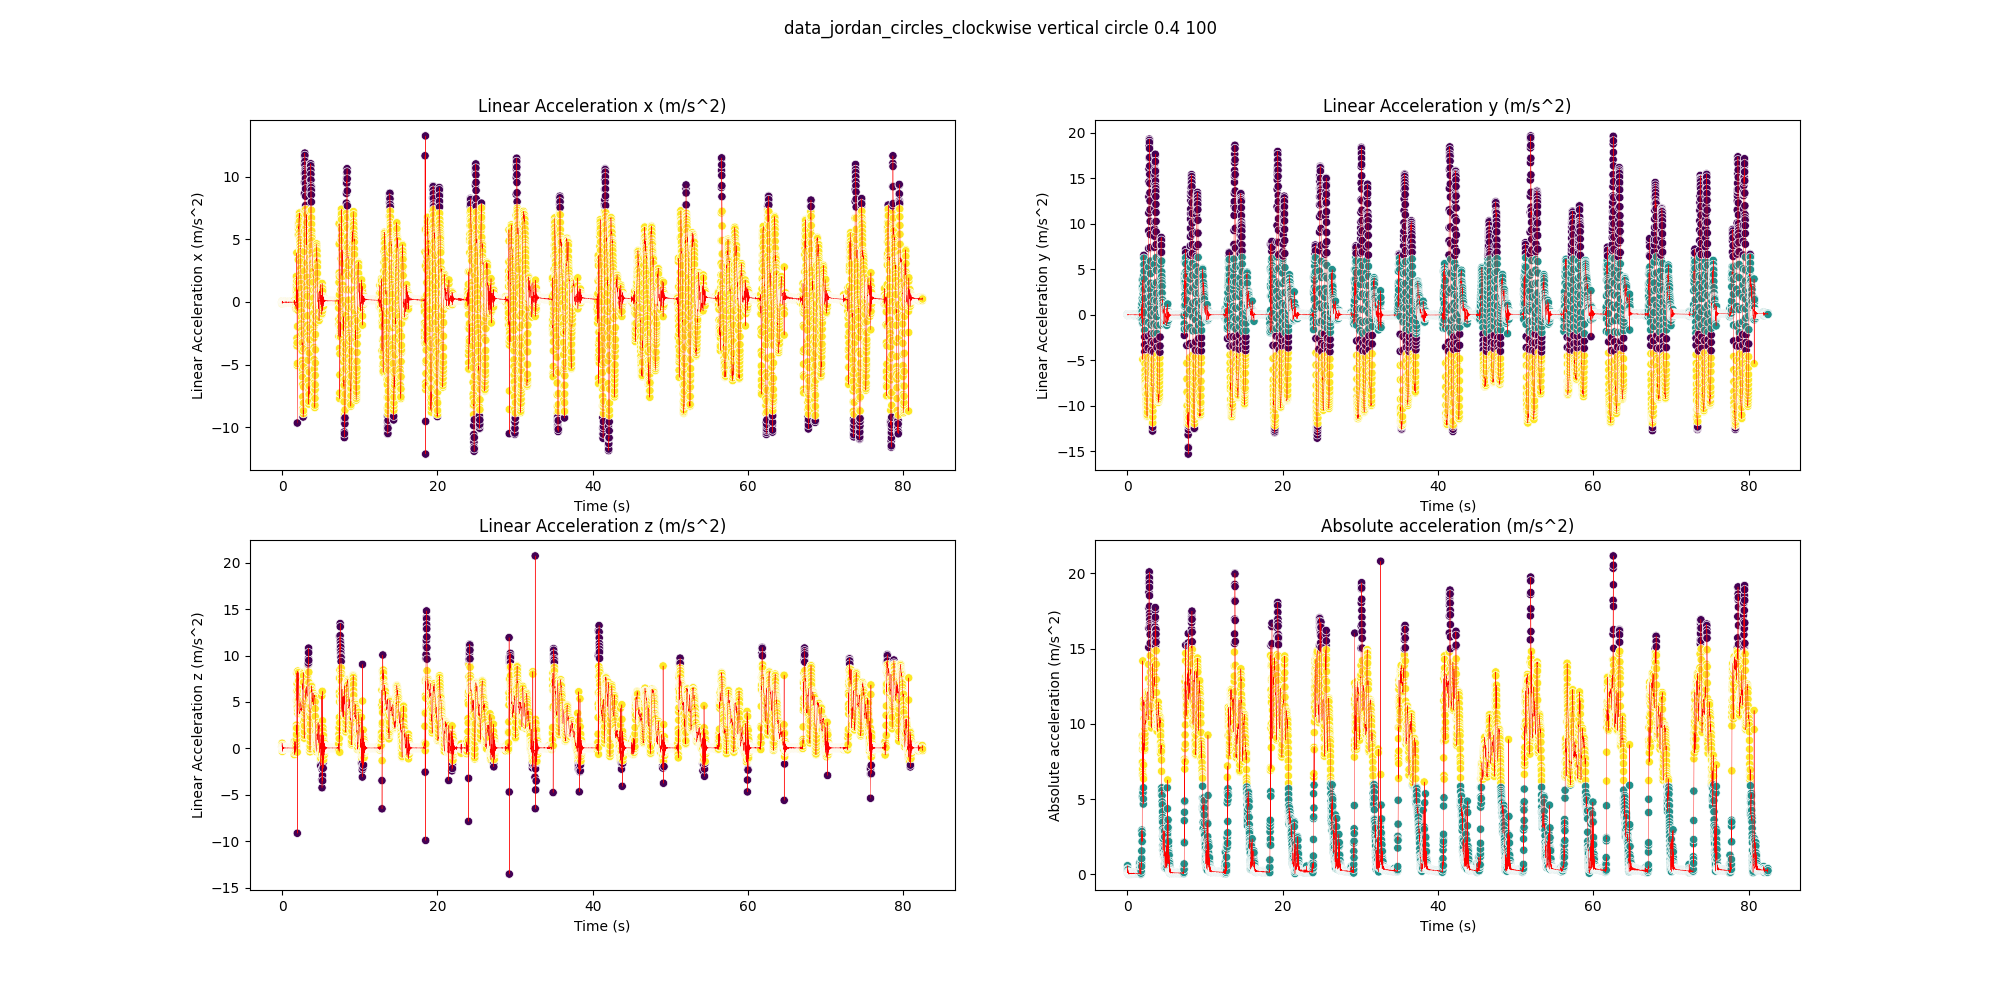 data_jordan_circles_clockwise vertical circle 0.4 100
Linear Acceleration x (m/s^2)
Linear Acceleration x (m/s^2)
10
5
0
−5
−10
0 20 40 60 80
Time (s)
Linear Acceleration y (m/s^2)
Linear Acceleration y (m/s^2)
20
15
10
5
0
−5
−10
−15
0 20 40 60 80
Time (s)
Linear Acceleration z (m/s^2)
Linear Acceleration z (m/s^2)
20
15
10
5
0
−5
−10
−15
0 20 40 60 80
Time (s)
Absolute acceleration (m/s^2)
Absolute acceleration (m/s^2)
20
15
10
5
0
0 20 40 60 80
Time (s)